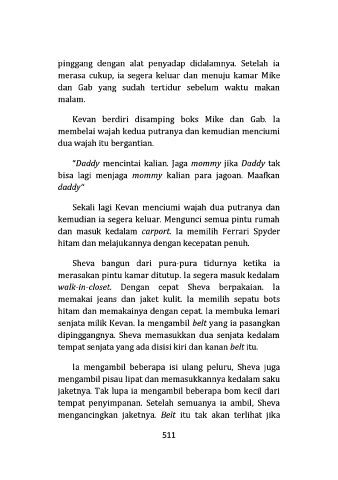 pinggang dengan alat penyadap didalamnya. Setelah ia
merasa cukup, ia segera keluar dan menuju kamar Mike
dan Gab yang sudah tertidur sebelum waktu makan
malam.
Kevan berdiri disamping boks Mike dan Gab. Ia
membelai wajah kedua putranya dan kemudian menciumi
dua wajah itu bergantian.
"Daddy mencintai kalian. Jaga mommy jika Daddy tak
bisa lagi menjaga mommy kalian para jagoan. Maafkan
daddy"
Sekali lagi Kevan menciumi wajah dua putranya dan
kemudian ia segera keluar. Mengunci semua pintu rumah
dan masuk kedalam carport. Ia memilih Ferrari Spyder
hitam dan melajukannya dengan kecepatan penuh.
Sheva bangun dari pura-pura tidurnya ketika ia
merasakan pintu kamar ditutup. Ia segera masuk kedalam
walk-in-closet. Dengan cepat Sheva berpakaian. Ia
memakai jeans dan jaket kulit. Ia memilih sepatu bots
hitam dan memakainya dengan cepat. Ia membuka lemari
senjata milik Kevan. Ia mengambil belt yang ia pasangkan
dipinggangnya. Sheva memasukkan dua senjata kedalam
tempat senjata yang ada disisi kiri dan kanan belt itu.
Ia mengambil beberapa isi ulang peluru, Sheva juga
mengambil pisau lipat dan memasukkannya kedalam saku
jaketnya. Tak lupa ia mengambil beberapa bom kecil dari
tempat penyimpanan. Setelah semuanya ia ambil, Sheva
mengancingkan jaketnya. Belt itu tak akan terlihat jika
511